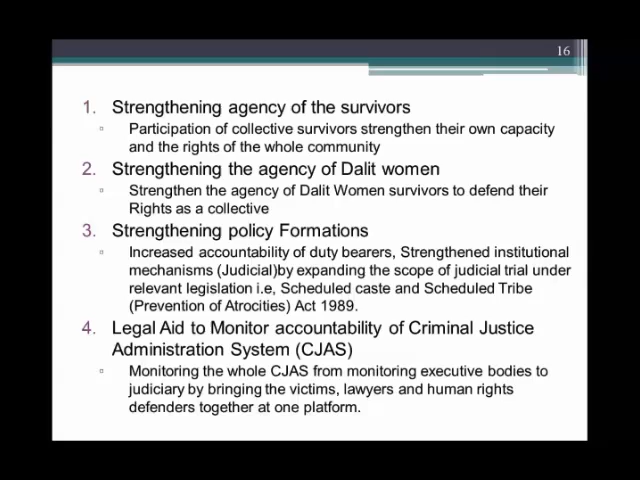 16
1. Strengthening agency of the survivors
▫ Participation of collective survivors strengthen their own capacity
and the rights of the whole community
2. Strengthening the agency of Dalit women
▫ Strengthen the agency of Dalit Women survivors to defend their
Rights as a collective
3. Strengthening policy Formations
▫ Increased accountability of duty bearers, Strengthened institutional
mechanisms (Judicial)by expanding the scope of judicial trial under
relevant legislation i.e, Scheduled caste and Scheduled Tribe
(Prevention of Atrocities) Act 1989.
4. Legal Aid to Monitor accountability of Criminal Justice
Administration System (CJAS)
▫ Monitoring the whole CJAS from monitoring executive bodies to
judiciary by bringing the victims, lawyers and human rights
defenders together at one platform.